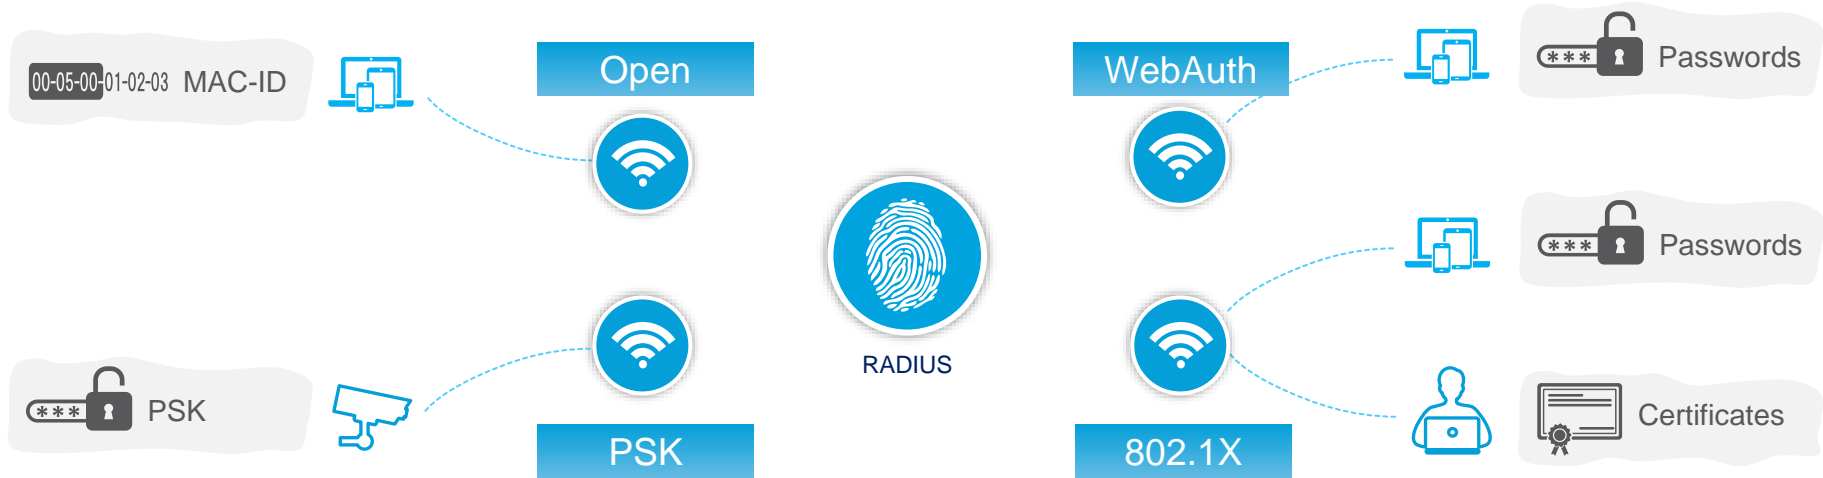 00-05-00-01-02-03 MAC-ID
Open
WebAuth
*** Passwords
*** Passwords
RADIUS
*** PSK
PSK
802.1X
Certificates